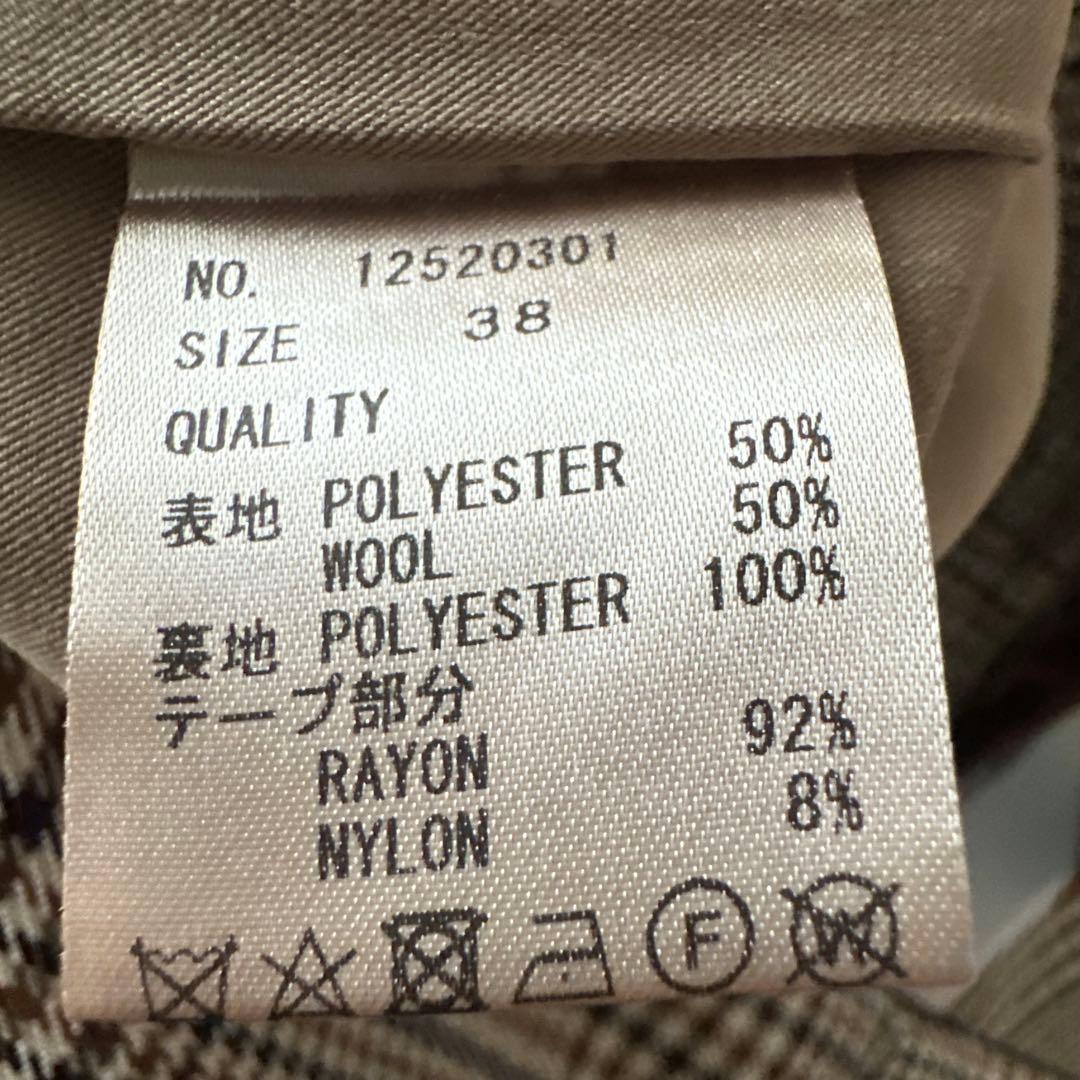 NO. 12520301
SIZE 38
QUALITY
表地 POLYESTER 50%
WOOL 50%
裏地 POLYESTER 100%
テープ部分
RAYON 92%
NYLON 8%
F W